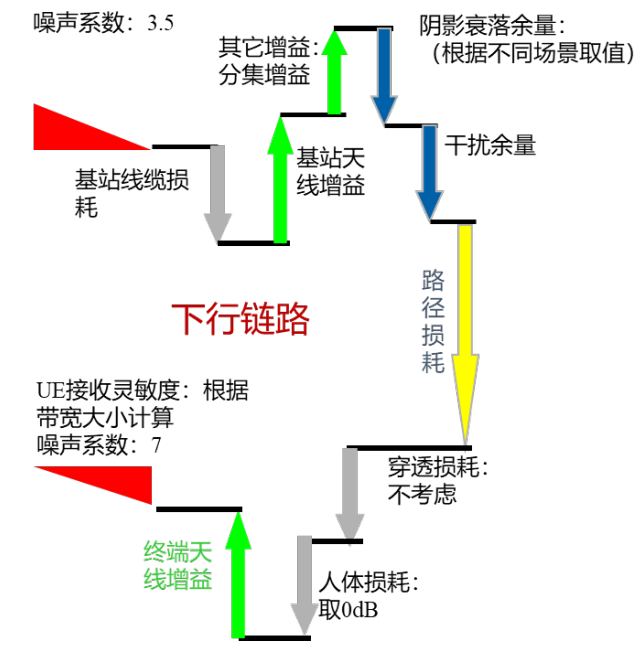 噪声系数：3.5
其它增益：
分集增益
阴影衰落余量：
（根据不同场景取值）
干扰余量
基站天
线增益
基站线缆损
耗
路
径
损
耗
下行链路
UE接收灵敏度：根据
带宽大小计算
噪声系数：7
穿透损耗：
不考虑
终端天
线增益
人体损耗：
取0dB